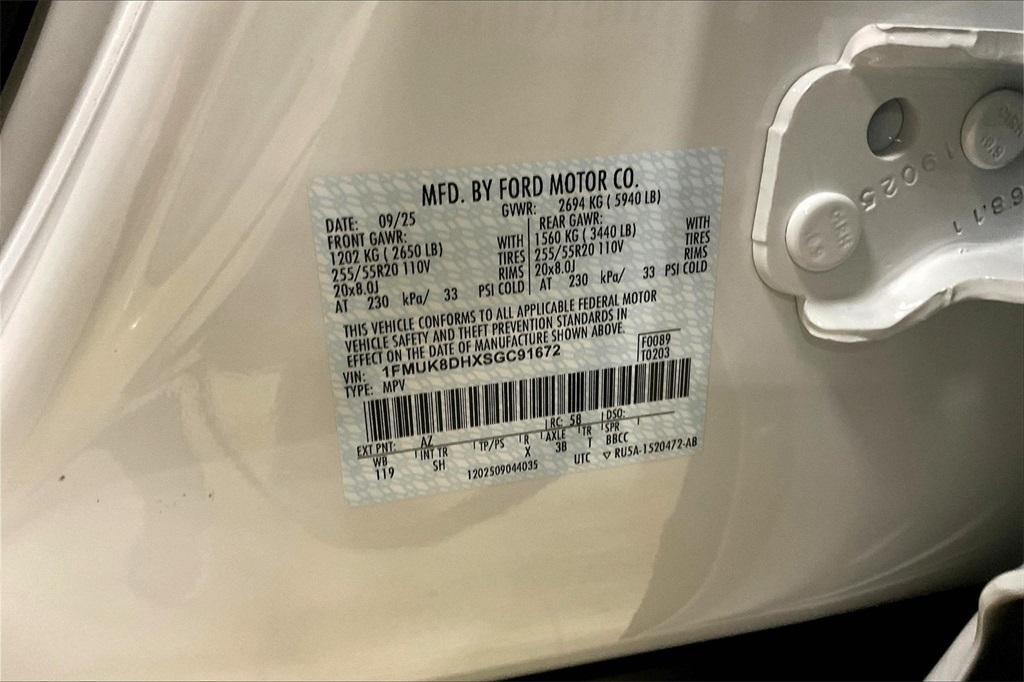 MFD. BY FORD MOTOR CO.
DATE: 09/25
GVWR: 2694 KG ( 5940 LB)
FRONT GAWR:
1202 KG ( 2650 LB)
WITH
255/55R20 110V
TIRES
20x8.0J
RIMS
AT 230 kPa/ 33 PSI COLD
REAR GAWR:
1560 KG ( 3440 LB)
WITH
255/55R20 110V
TIRES
20x8.0J
RIMS
AT 230 kPa/ 33 PSI COLD
THIS VEHICLE CONFORMS TO ALL APPLICABLE FEDERAL MOTOR
VEHICLE SAFETY AND THEFT PREVENTION STANDARDS IN
EFFECT ON THE DATE OF MANUFACTURE SHOWN ABOVE.
VIN: 1FMUK8DHXSGC91672
TYPE: MPV
F0089
T0203
EXT PNT: AZ RC: 58 DSO:
WB INT TR TP/PS R AXLE TR SPR
119 SH X 3B T BBCC
1202509044035 UTC ▽ RU5A-1520472-AB
19025